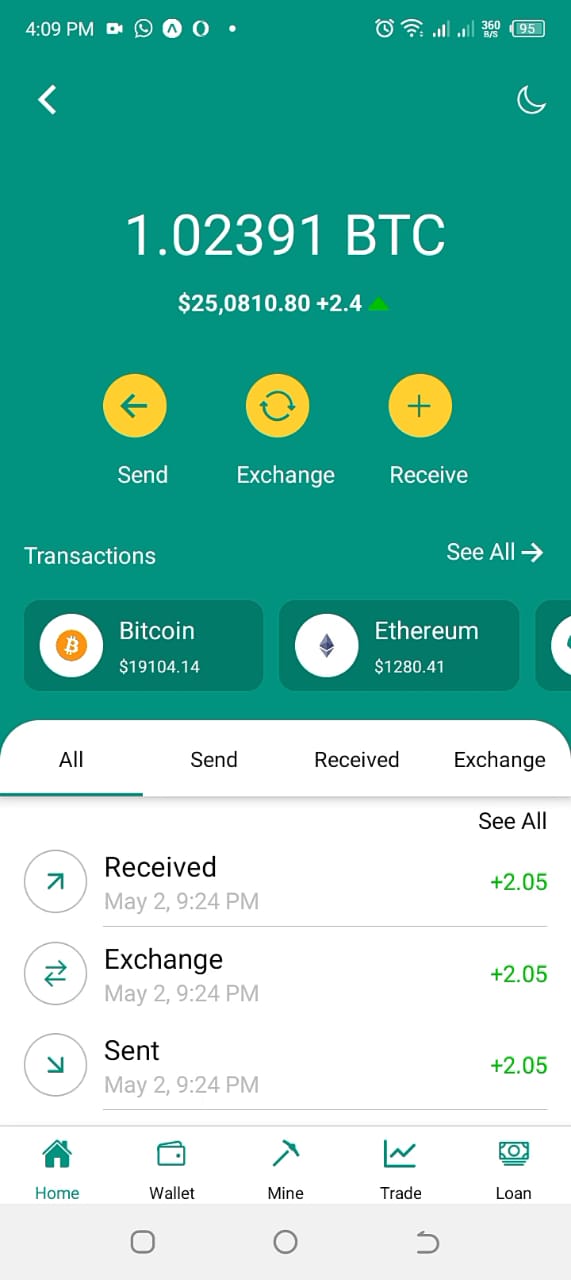 4:09 PM
360
B/S
95
1.02391 BTC
$25,0810.80 +2.4
Send Exchange Receive
Transactions See All
Bitcoin
$19104.14
Ethereum
$1280.41
All Send Received Exchange
See All
Received
May 2, 9:24 PM
+2.05
Exchange
May 2, 9:24 PM
+2.05
Sent
May 2, 9:24 PM
+2.05
Home Wallet Mine Trade Loan